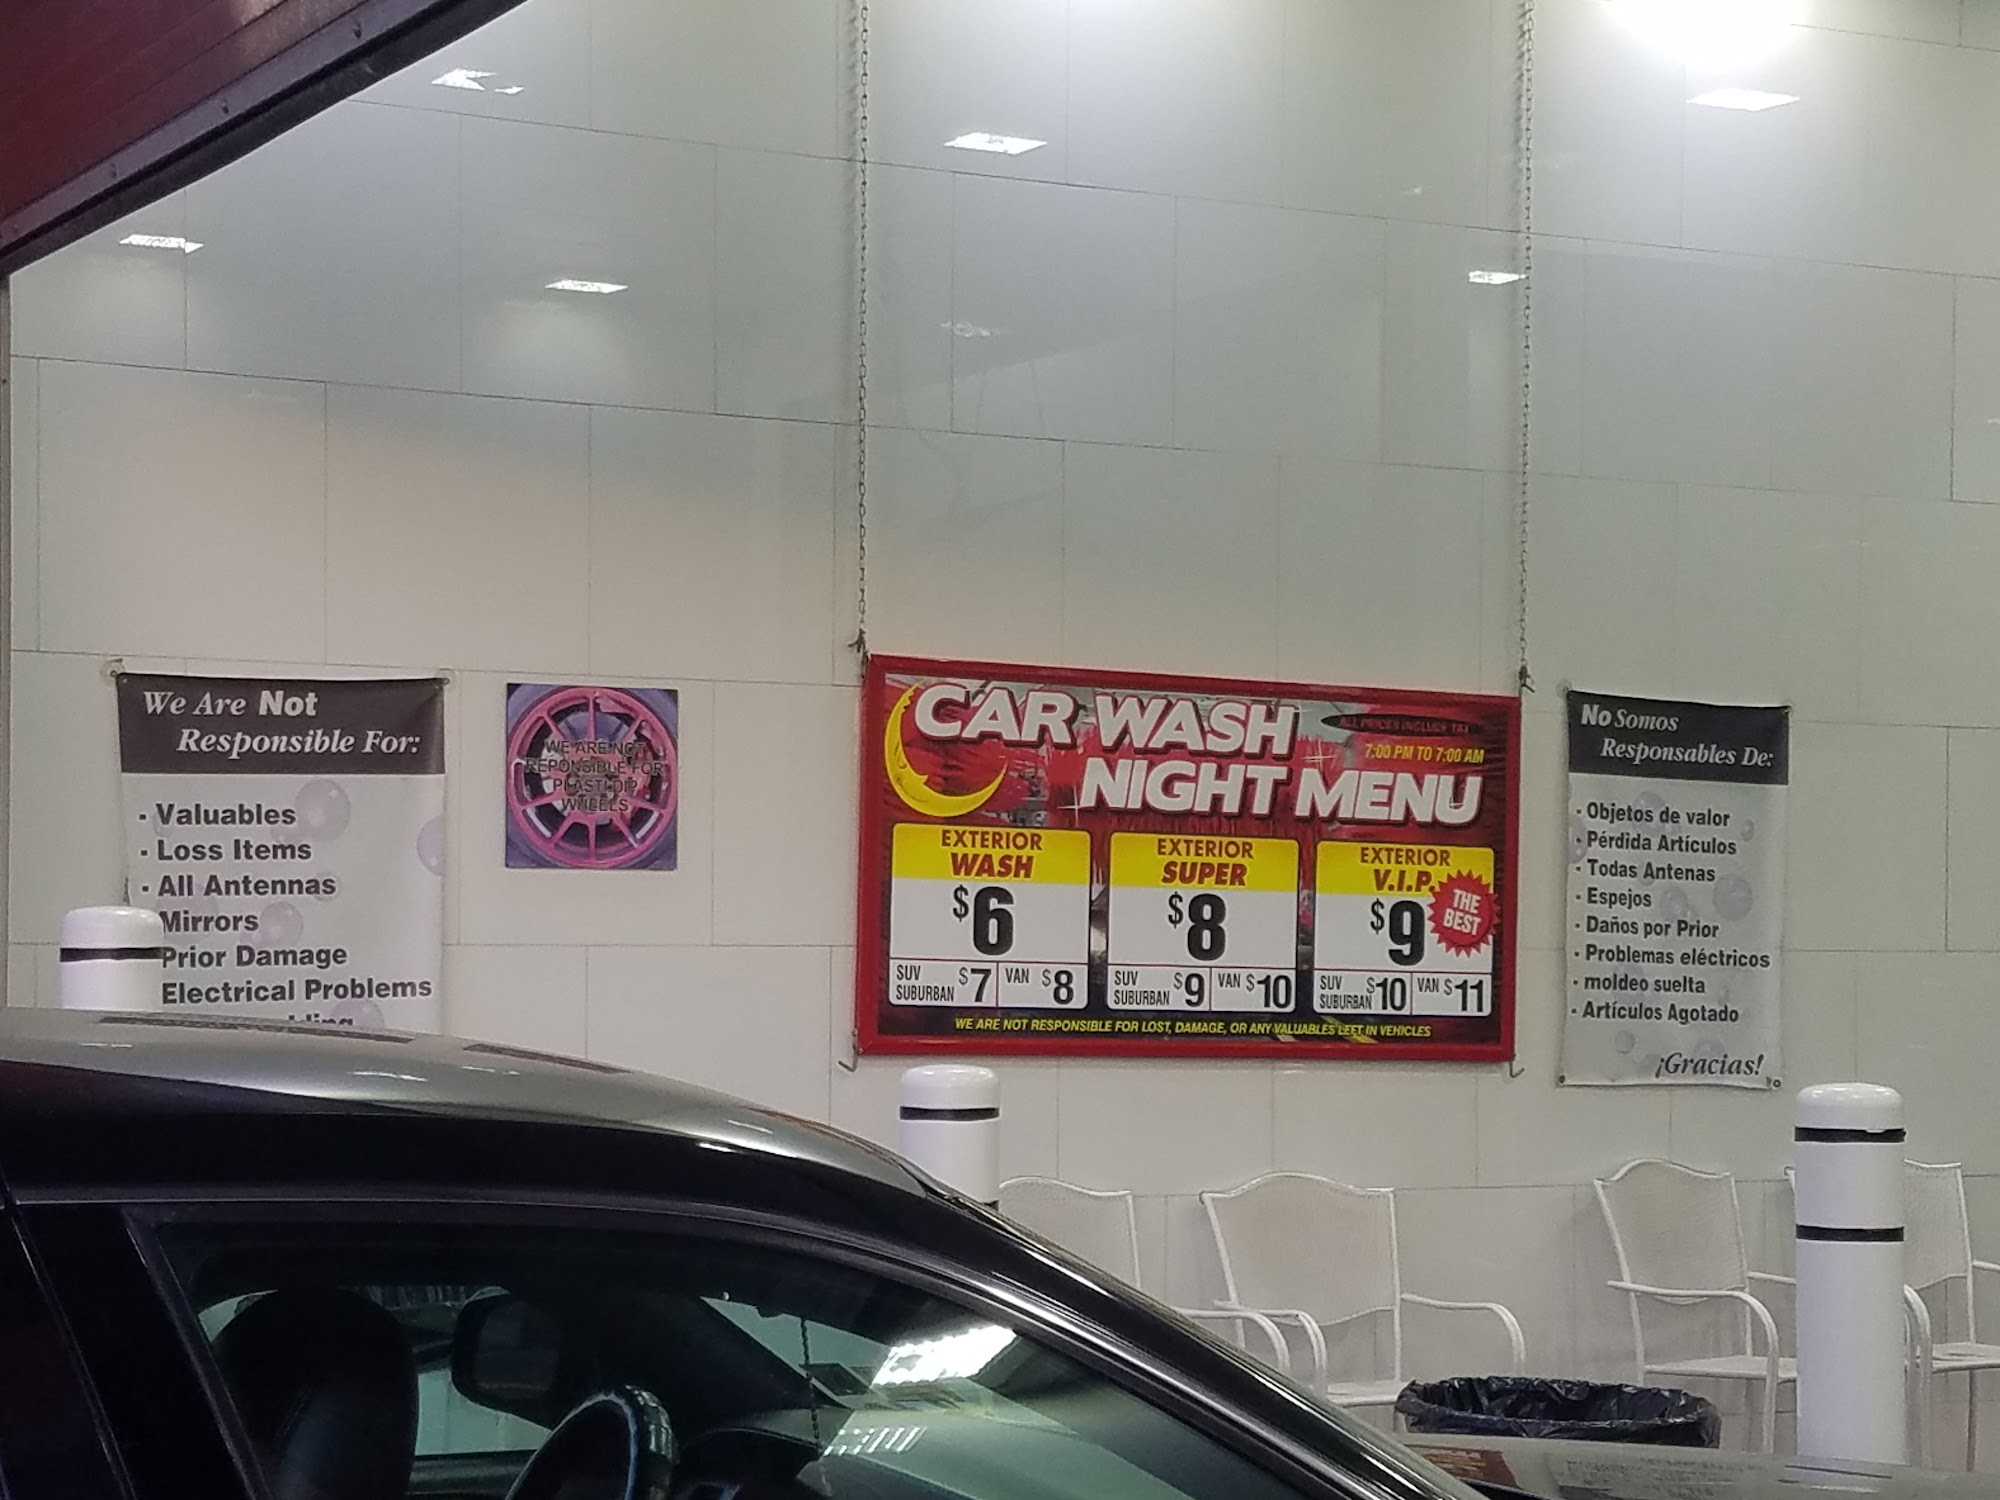 We Are Not
Responsible For:
- Valuables
- Loss Items
- All Antennas
Mirrors
Prior Damage
Electrical Problems
WE ARE NOT
REPONSIBLE FOR
PLASTI DIP
WHEELS
CAR WASH
NIGHT MENU
ALL PRICES INCLUDE TAX
7:00 PM TO 7:00 AM
EXTERIOR
WASH
$6
SUV
SUBURBAN $7
VAN $8
EXTERIOR
SUPER
$8
SUV
SUBURBAN $9
VAN $10
EXTERIOR
V.I.P.
THE
BEST
$9
SUV
SUBURBAN $10
VAN $11
WE ARE NOT RESPONSIBLE FOR LOST, DAMAGE, OR ANY VALUABLES LEFT IN VEHICLES
No Somos
Responsables De:
- Objetos de valor
- Pérdida Artículos
- Todas Antenas
- Espejos
- Daños por Prior
- Problemas eléctricos
- moldeo suelta
- Artículos Agotado
¡Gracias!